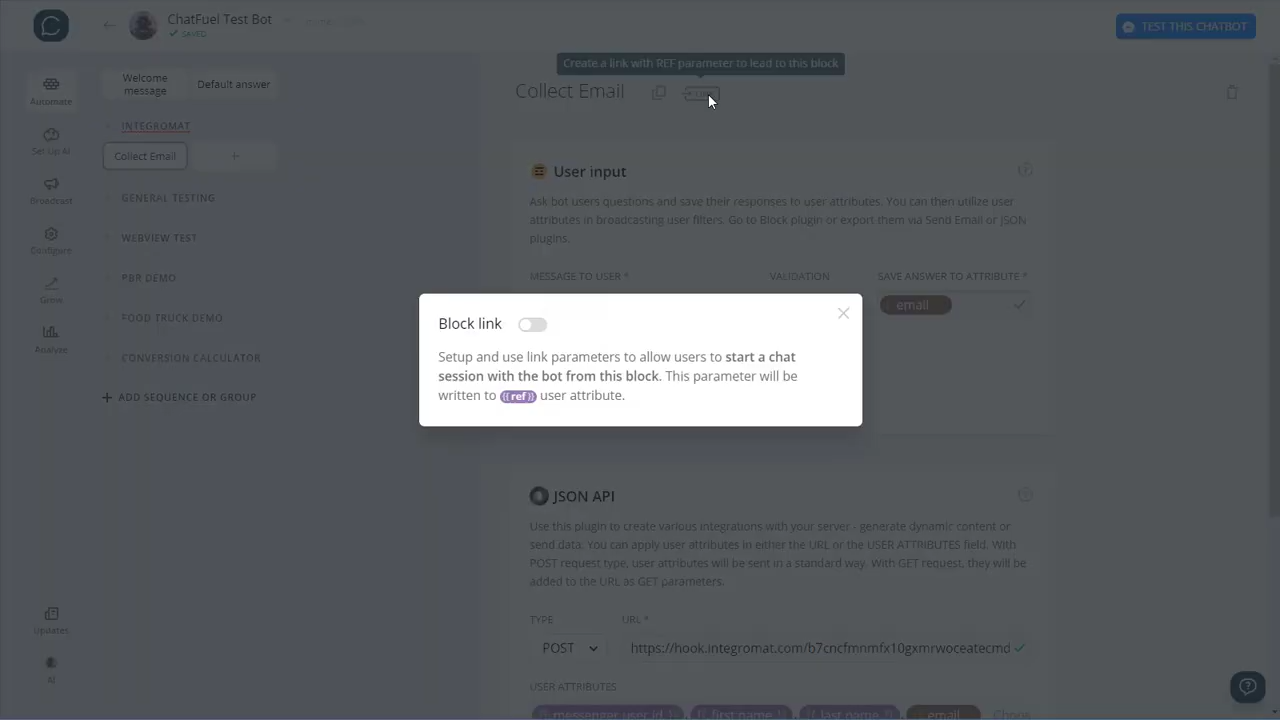 ChatFuel Test Bot
SAVED
TEST THIS CHATBOT
Create a link with REF parameter to lead to this block
Automate
Set Up AI
Broadcast
Configure
Grow
Analyze
Updates
AI
Welcome
message
Default answer
INTEGROMAT
Collect Email
+
GENERAL TESTING
WEBVIEW TEST
PBR DEMO
FOOD TRUCK DEMO
CONVERSION CALCULATOR
+ ADD SEQUENCE OR GROUP
Collect Email
User input
Ask bot users questions and save their responses to user attributes. You can then utilize user
attributes in broadcasting user filters, Go to Block plugin or export them via Send Email or JSON
plugins.
MESSAGE TO USER *
VALIDATION
SAVE ANSWER TO ATTRIBUTE *
email
Block link
Setup and use link parameters to allow users to start a chat
session with the bot from this block. This parameter will be
written to {{ref}} user attribute.
JSON API
Use this plugin to create various integrations with your server - generate dynamic content or
send data. You can apply user attributes in either the URL or the USER ATTRIBUTES field. With
POST request type, user attributes will be sent in a standard way. With GET request, they will be
added to the URL as GET parameters.
TYPE
URL *
POST
https://hook.integromat.com/b7cncfmnmfx10gxmrwoceatecmd
USER ATTRIBUTES
{{messenger user id}}, {{first name}}, {{last name}}, email